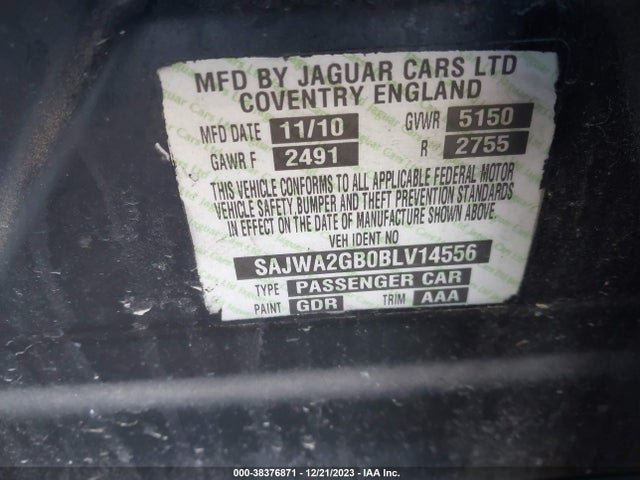 MFD BY JAGUAR CARS LTD
COVENTRY ENGLAND
MFD DATE 11/10 GVWR 5150
GAWR F 2491 R 2755
THIS VEHICLE CONFORMS TO ALL APPLICABLE FEDERAL MOTOR
VEHICLE SAFETY,BUMPER AND THEFT PREVENTION STANDARDS
IN EFFECT ON THE DATE OF MANUFACTURE SHOWN ABOVE.
VEH IDENT NO
SAJWA2GB0BLV14556
TYPE PASSENGER CAR
PAINT GDR TRIM AAA
000-38376871 - 12/21/2023 - IAA Inc.